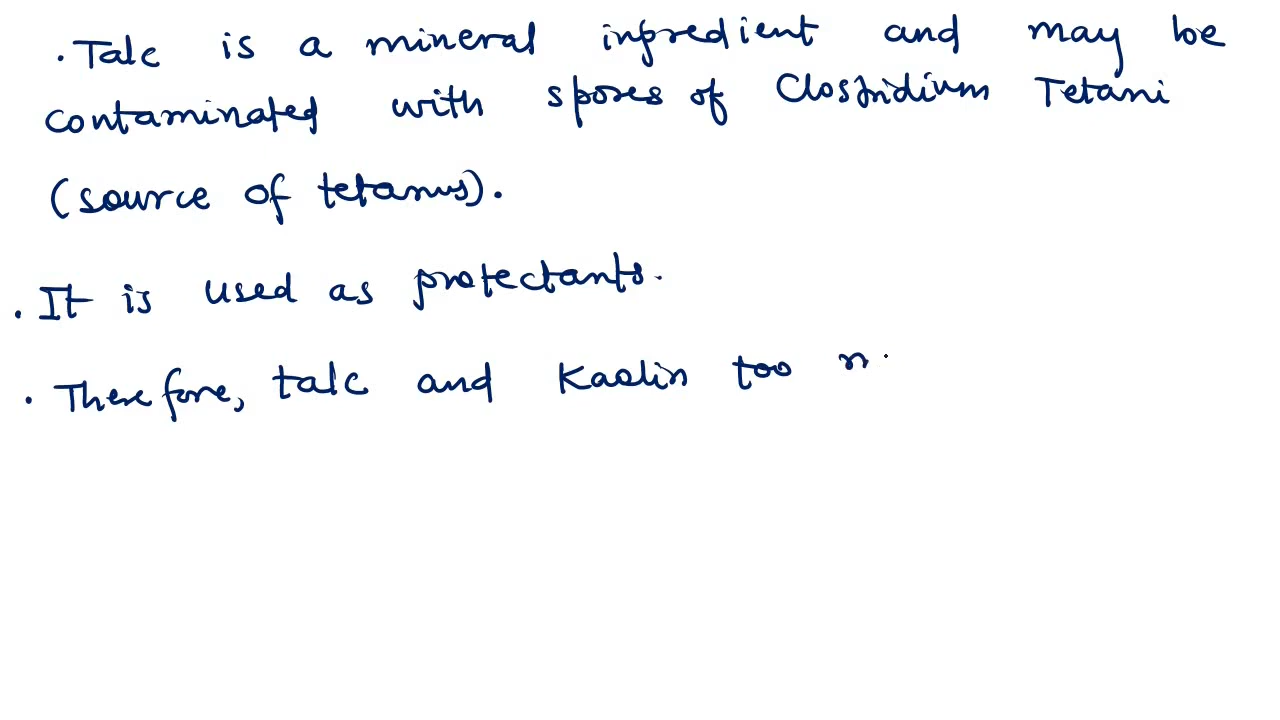 . Talc is a mineral ingredient and may be
contaminated with spores of Clostridium Tetani
(source of tetanus).
. It is used as protectants.
. Therefore, talc and Kaolin too